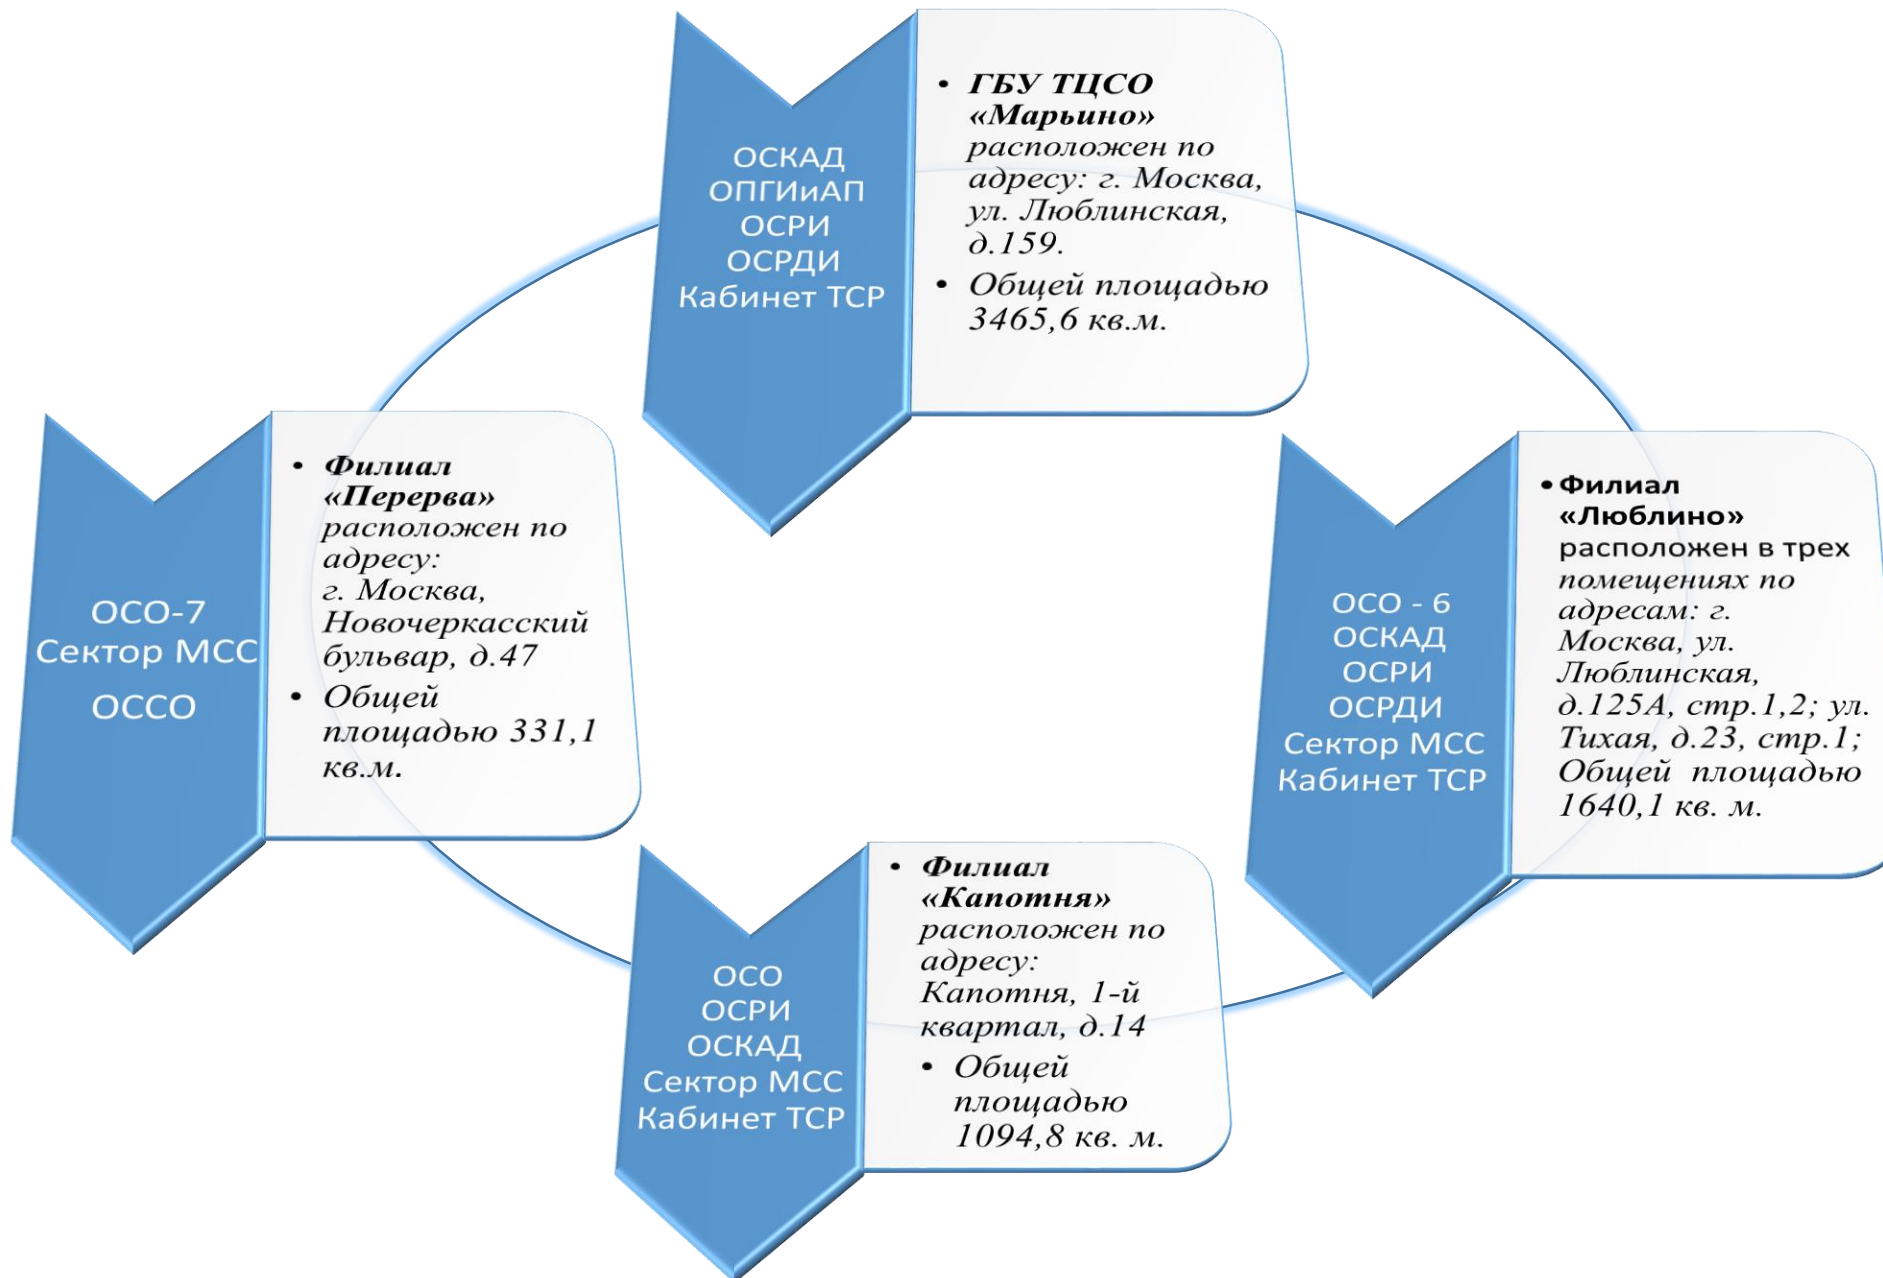 ОСКАД
ОПГИиАП
ОСРИ
ОСРДИ
Кабинет ТСР
• ГБУ ТЦСО
«Марьино»
расположен по
адресу: г. Москва,
ул. Люблинская,
д.159.
• Общей площадью
3465,6 кв.м.
ОСО-7
Сектор МСС
ОССО
• Филиал
«Перерва»
расположен по
адресу:
г. Москва,
Новочеркасский
бульвар, д.47
• Общей
площадью 331,1
кв.м.
ОСО - 6
ОСКАД
ОСРИ
ОСРДИ
Сектор МСС
Кабинет ТСР
• Филиал
«Люблино»
расположен в трех
помещениях по
адресам: г.
Москва, ул.
Люблинская,
д.125А, стр.1,2; ул.
Тихая, д.23, стр.1;
Общей площадью
1640,1 кв. м.
ОСО
ОСРИ
ОСКАД
Сектор МСС
Кабинет ТСР
• Филиал
«Капотня»
расположен по
адресу:
Капотня, 1-й
квартал, д.14
• Общей
площадью
1094,8 кв. м.